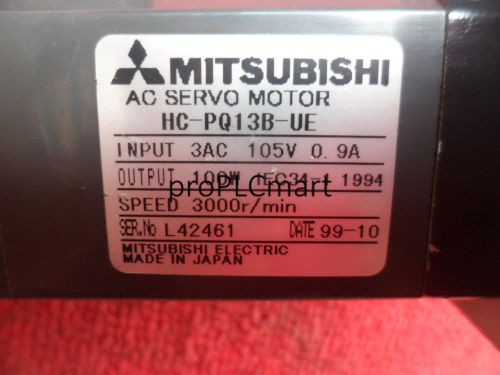 MITSUBISHI
AC SERVO MOTOR
HC-PQ13B-UE
INPUT 3AC 105V 0.9A
OUTPUT 100W IEC34-1 1994
proPLCmart
SPEED 3000r/min
SER.No L42461 DATE 99-10
MITSUBISHI ELECTRIC
MADE IN JAPAN